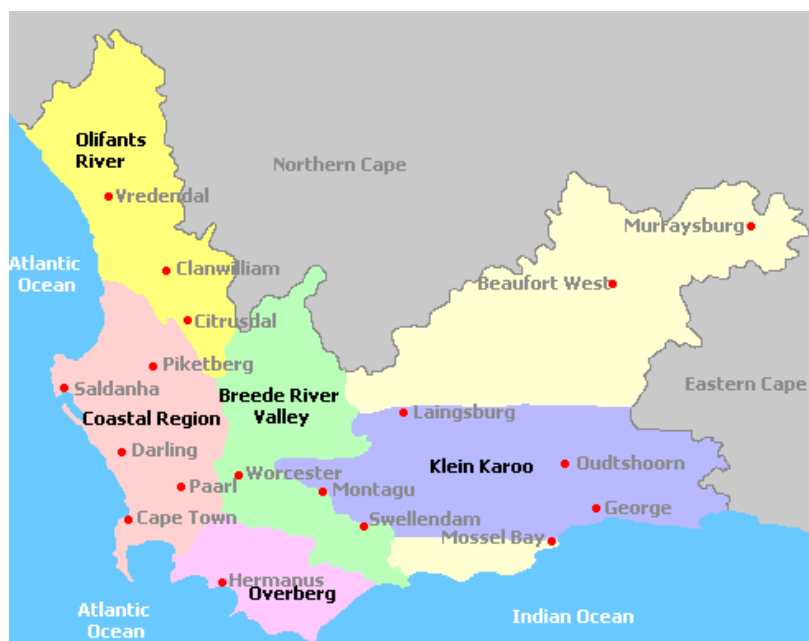 Olifants
River
Northern Cape
Vredendal
Murraysburg
Atlantic
Ocean
Clanwilliam
Beaufort West
Citrusdal
Piketberg
Saldanha
Breede River
Valley
Eastern Cape
Coastal Region
Laingsburg
Darling
Worcester
Klein Karoo
Oudtshoorn
Paarl
Montagu
George
Cape Town
Swellendam
Mossel Bay
Hermanus
Overberg
Atlantic
Ocean
Indian Ocean